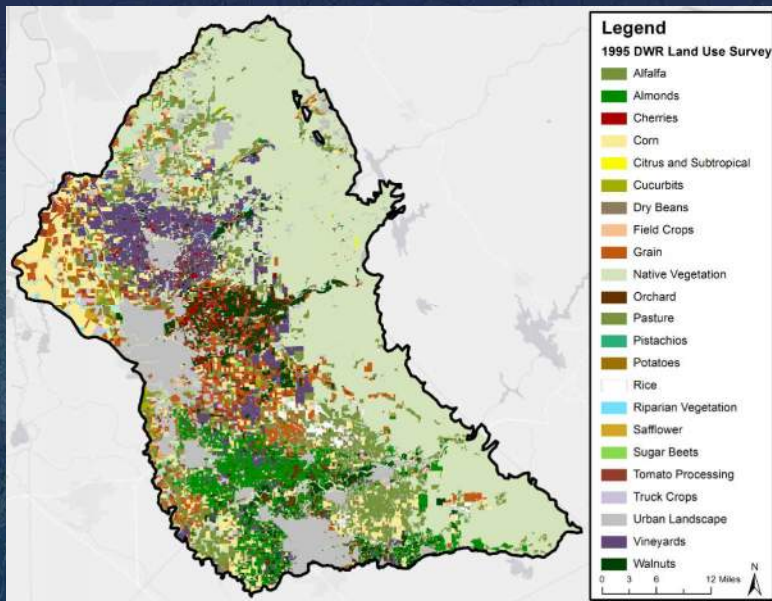 Legend
1995 DWR Land Use Survey
Alfalfa
Almonds
Cherries
Corn
Citrus and Subtropical
Cucurbits
Dry Beans
Field Crops
Grain
Native Vegetation
Orchard
Pasture
Pistachios
Potatoes
Rice
Riparian Vegetation
Safflower
Sugar Beets
Tomato Processing
Truck Crops
Urban Landscape
Vineyards
Walnuts
N
0 3 6 12 Miles